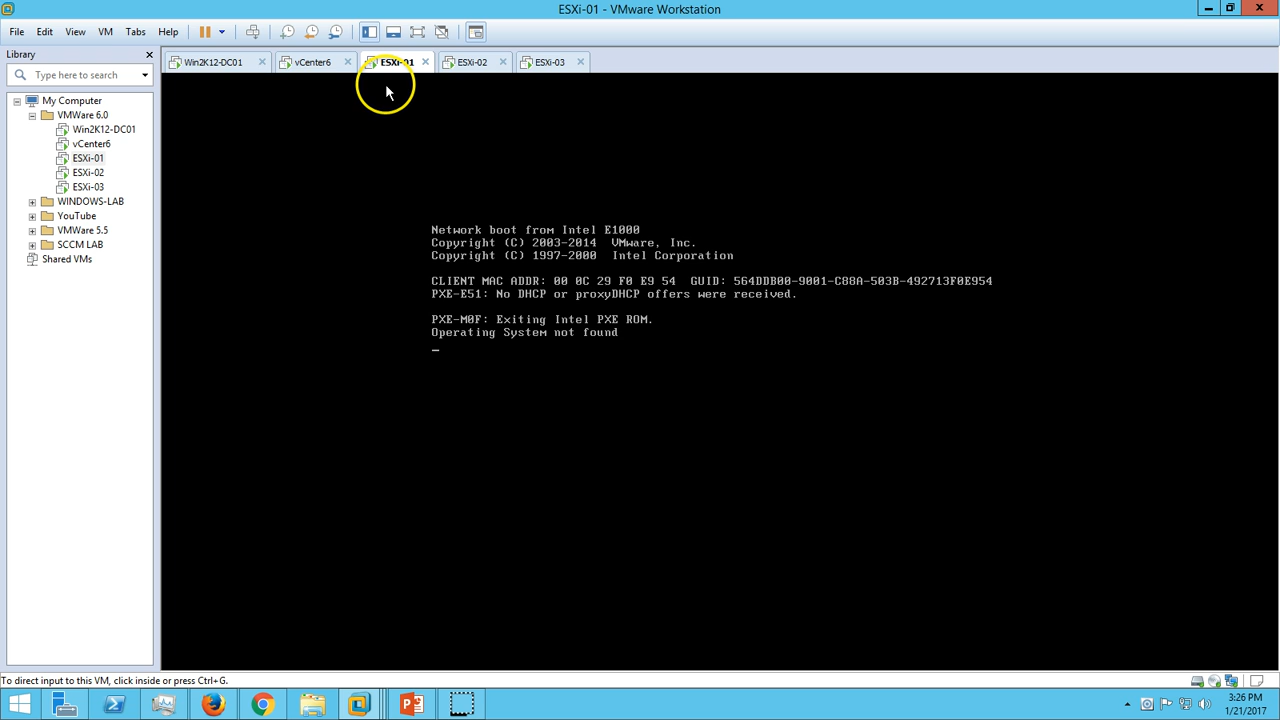 ESXi-01 - VMware Workstation
File Edit View VM Tabs Help
Library
Type here to search
My Computer
VMWare 6.0
Win2K12-DC01
vCenter6
ESXi-01
ESXi-02
ESXi-03
WINDOWS-LAB
YouTube
VMWare 5.5
SCCM LAB
Shared VMs
Win2K12-DC01 vCenter6 ESXi-01 ESXi-02 ESXi-03
Network boot from Intel E1000
Copyright (C) 2003-2014 VMware, Inc.
Copyright (C) 1997-2000 Intel Corporation
CLIENT MAC ADDR: 00 0C 29 F0 E9 54 GUID: 564DDB00-9001-C88A-503B-492713F0E954
PXE-E51: No DHCP or proxyDHCP offers were received.
PXE-M0F: Exiting Intel PXE ROM.
Operating System not found
To direct input to this VM, click inside or press Ctrl+G.
3:26 PM
1/21/2017